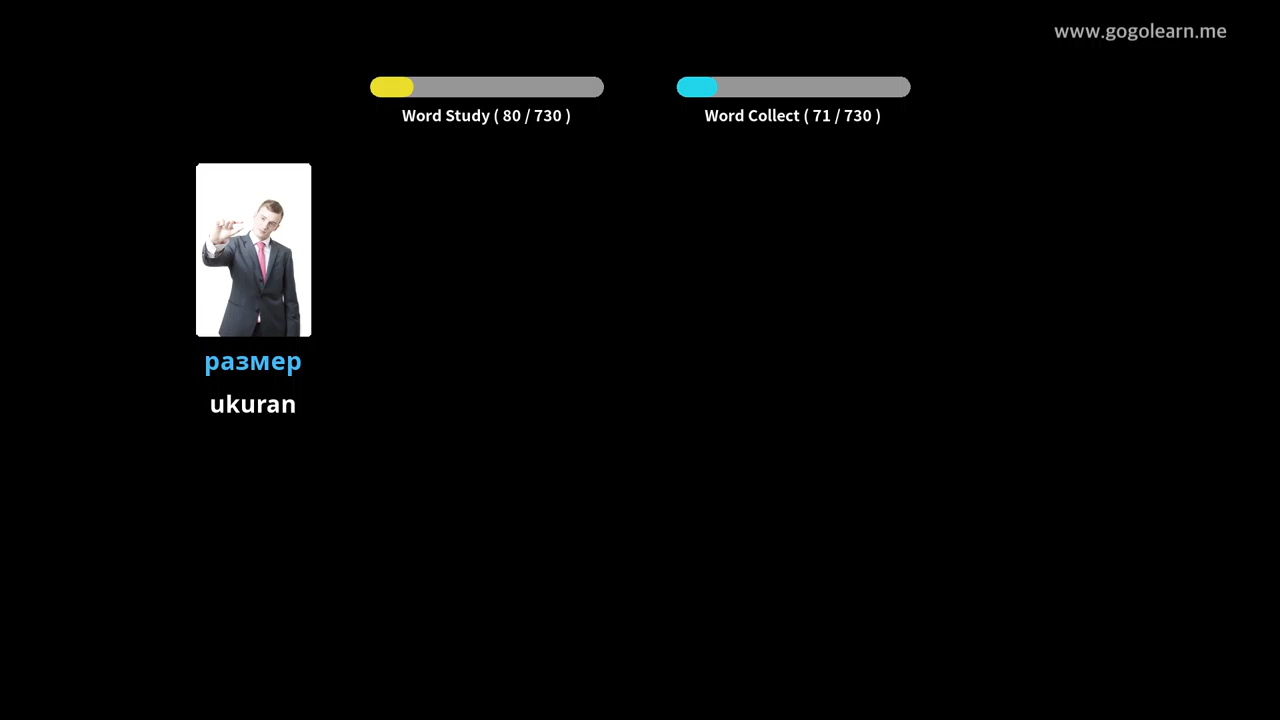 www.gogolearn.me
Word Study ( 80 / 730 )
Word Collect ( 71 / 730 )
размер
ukuran